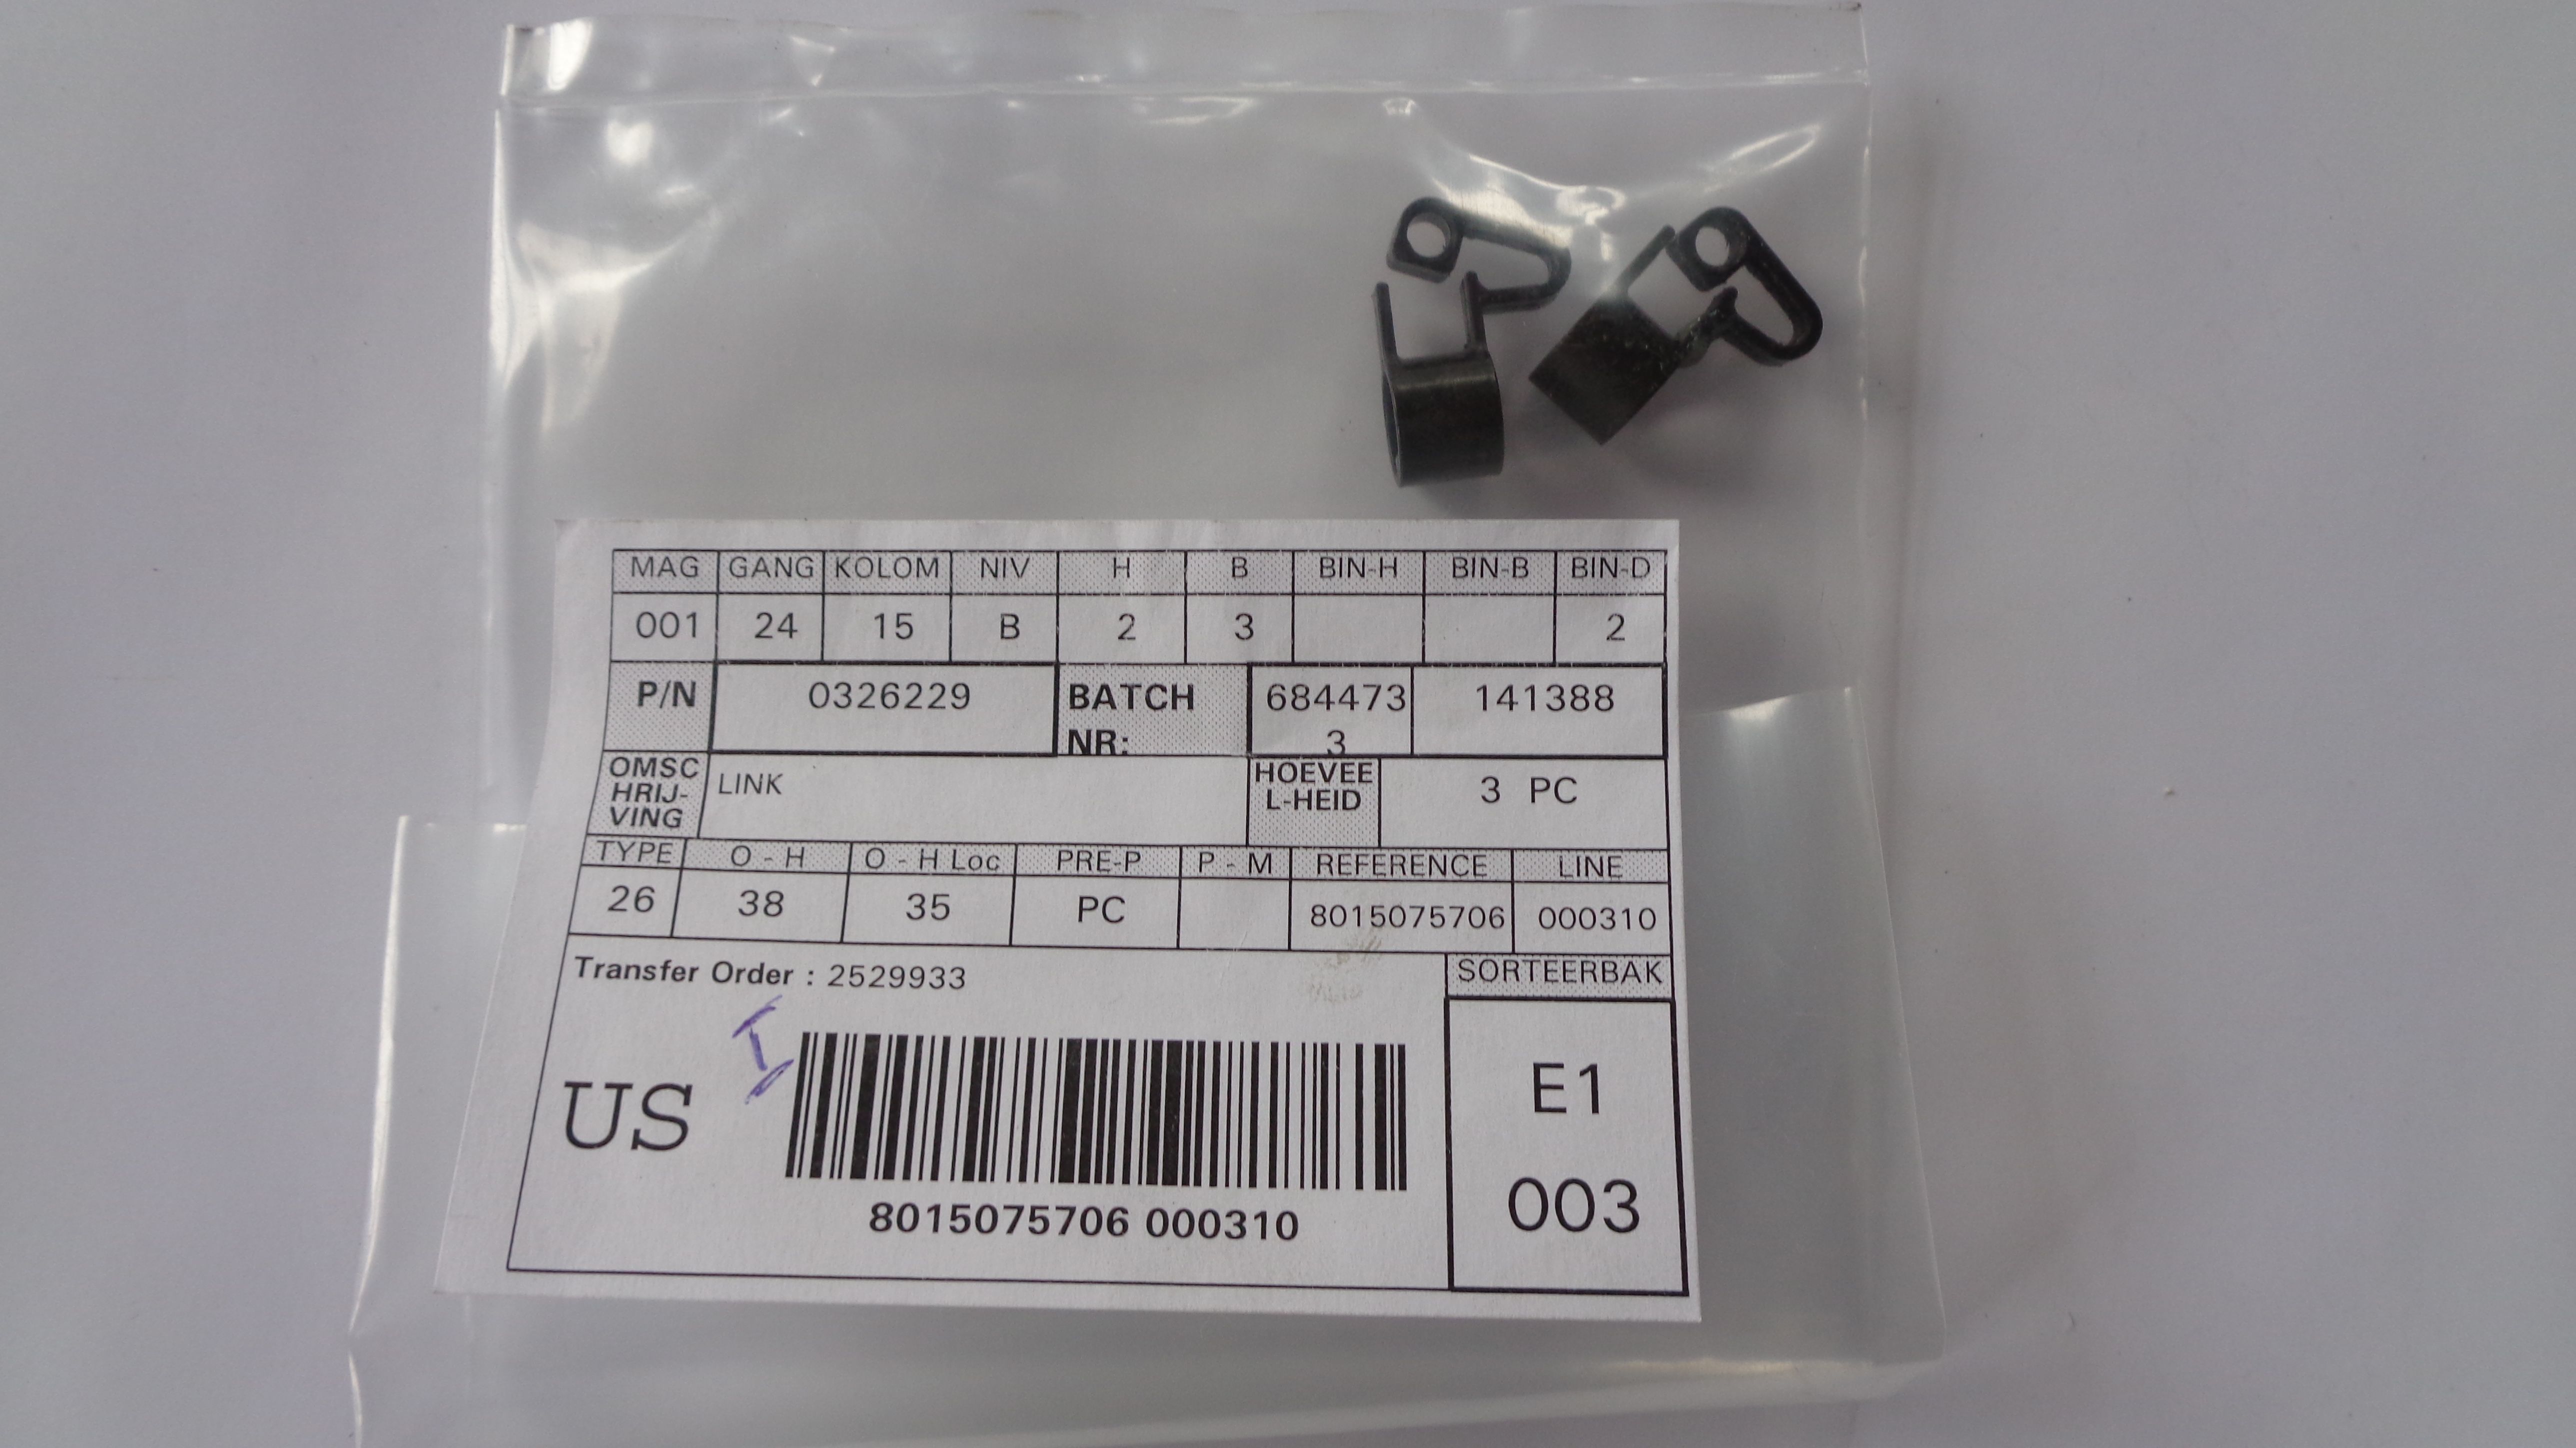 MAG GANG KOLOM NIV H B BIN-H BIN-B BIN-D
001 24 15 B 2 3 2
P/N 0326229 BATCH NR: 684473 3 141388
OMSC
HRIJ-
VING
LINK
HOEVEE
L-HEID
3 PC
TYPE O - H O - H Loc PRE-P P - M REFERENCE LINE
26 38 35 PC 8015075706 000310
Transfer Order : 2529933
SORTEERBAK
US
E1
003
8015075706 000310